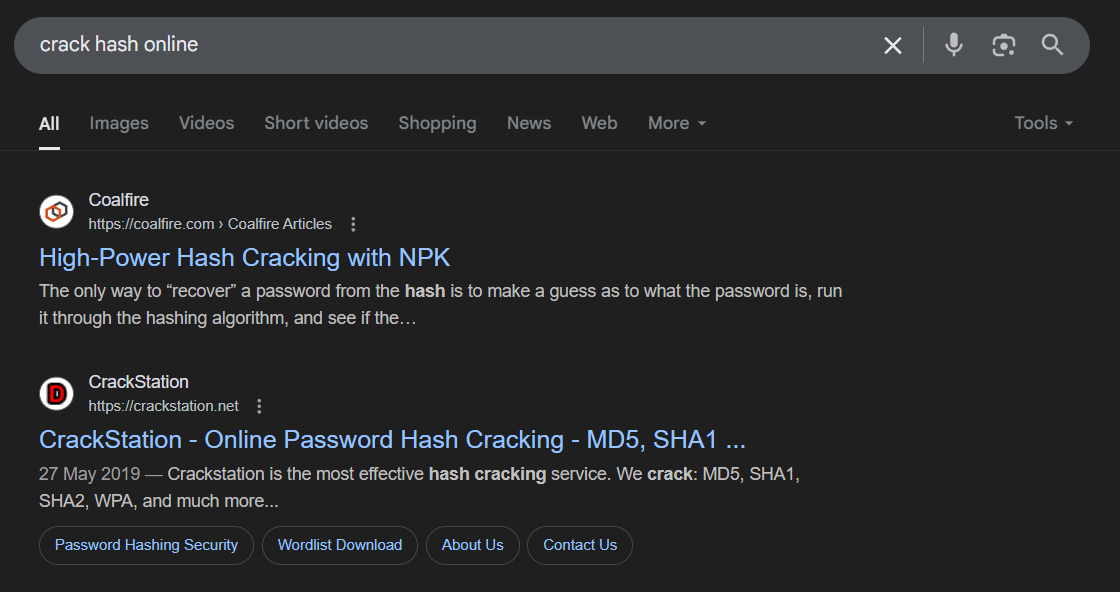 crack hash online
All Images Videos Short videos Shopping News Web More Tools
Coalfire
https://coalfire.com › Coalfire Articles
High-Power Hash Cracking with NPK
The only way to “recover” a password from the hash is to make a guess as to what the password is, run
it through the hashing algorithm, and see if the…
D
CrackStation
https://crackstation.net
CrackStation - Online Password Hash Cracking - MD5, SHA1 ...
27 May 2019 — Crackstation is the most effective hash cracking service. We crack: MD5, SHA1,
SHA2, WPA, and much more...
Password Hashing Security Wordlist Download About Us Contact Us